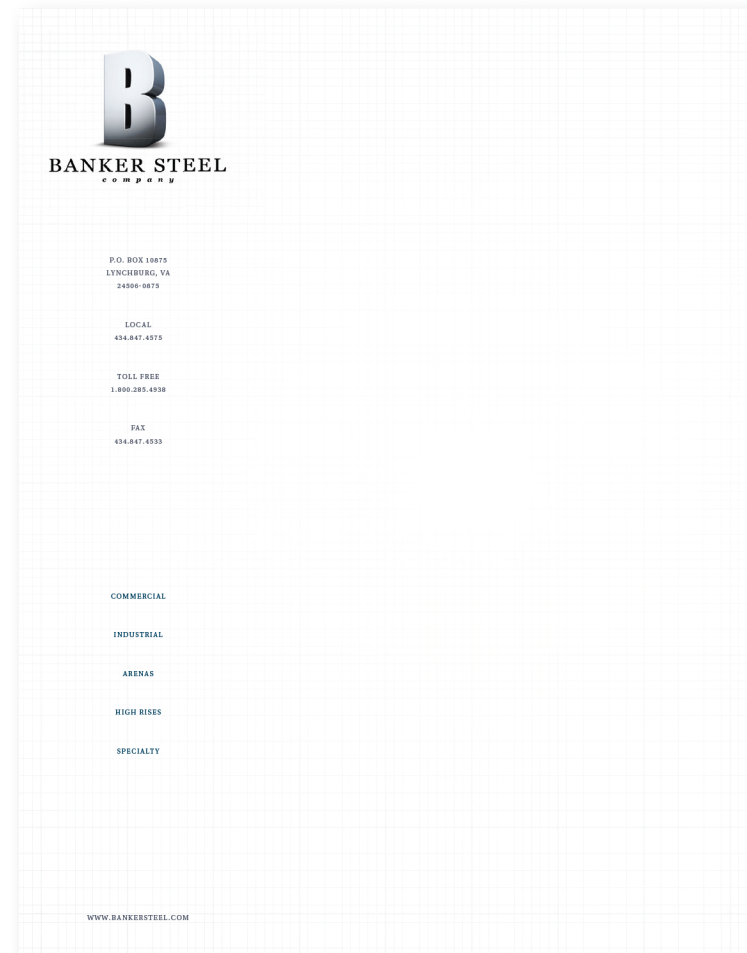 B
BANKER STEEL
company
P.O. BOX 10875
LYNCHBURG, VA
24506-0875
LOCAL
434.847.4575
TOLL FREE
1.800.285.4938
FAX
434.847.4533
COMMERCIAL
INDUSTRIAL
ARENAS
HIGH RISES
SPECIALTY
WWW.BANKERSTEEL.COM